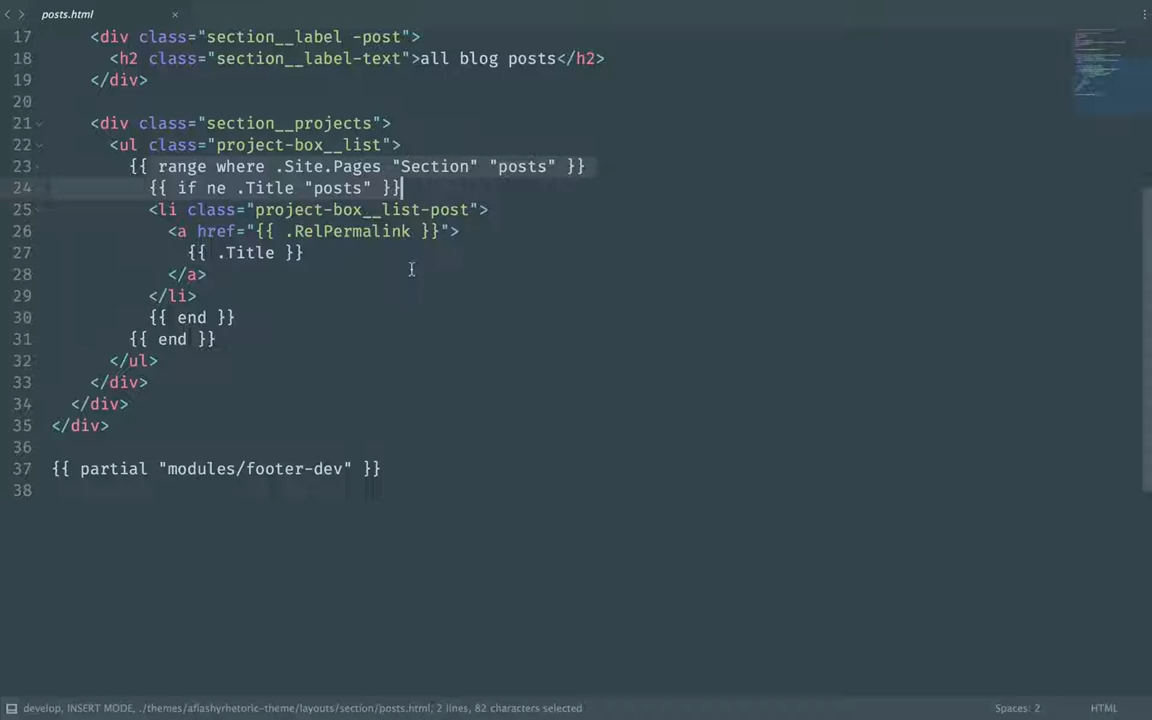 posts.html ×
17 <div class="section__label -post">
18 <h2 class="section__label-text">all blog posts</h2>
19 </div>
20
21 <div class="section__projects">
22 <ul class="project-box__list">
23 {{ range where .Site.Pages "Section" "posts" }}
24 {{ if ne .Title "posts" }}
25 <li class="project-box__list-post">
26 <a href="{{ .RelPermalink }}">
27 {{ .Title }}
28 </a>
29 </li>
30 {{ end }}
31 {{ end }}
32 </ul>
33 </div>
34 </div>
35 </div>
36
37 {{ partial "modules/footer-dev" }}
38
develop, INSERT MODE, ./themes/aflashyrhetoric-theme/layouts/section/posts.html, 2 lines, 82 characters selected Spaces: 2 HTML